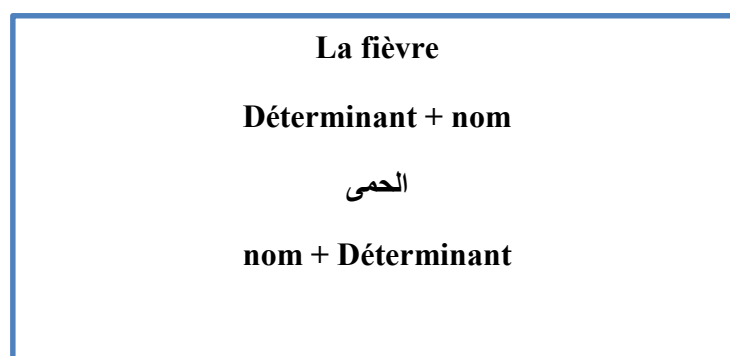 La fièvre
Déterminant + nom
الحمى
nom + Déterminant